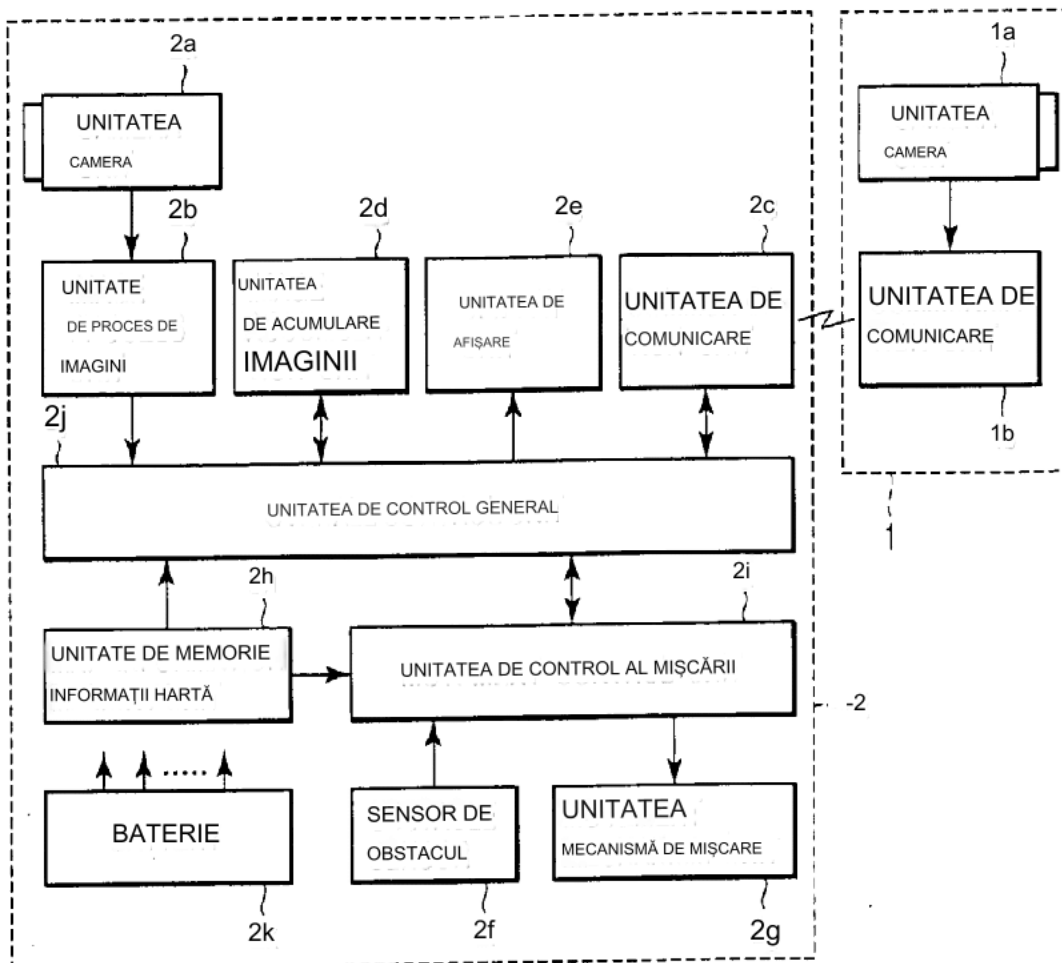 2a
UNITATEA
CAMERA
1a
UNITATEA
CAMERA
2b
UNITATE
DE PROCES DE
IMAGINI
2d
UNITATEA
DE ACUMULARE
IMAGINII
2e
UNITATEA DE
AFIȘARE
2c
UNITATEA DE
COMUNICARE
UNITATEA DE
COMUNICARE
1b
1
2j
UNITATEA DE CONTROL GENERAL
2h
UNITATE DE MEMORIE
INFORMAȚII HARTĂ
2i
UNITATEA DE CONTROL AL MIȘCĂRII
-2
.....
BATERIE
2k
SENSOR DE
OBSTACUL
2f
UNITATEA
MECANISMĂ DE MIȘCARE
2g